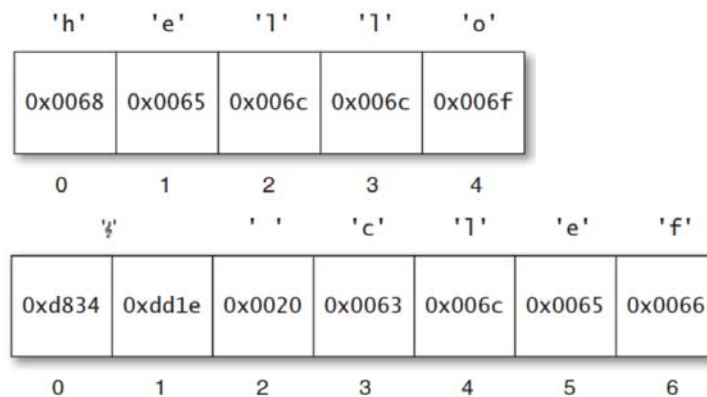 'h' 'e' 'l' 'l' 'o'
0x0068 0x0065 0x006c 0x006c 0x006f
0 1 2 3 4
'𝄞' ' ' 'c' 'l' 'e' 'f'
0xd834 0xdd1e 0x0020 0x0063 0x006c 0x0065 0x0066
0 1 2 3 4 5 6